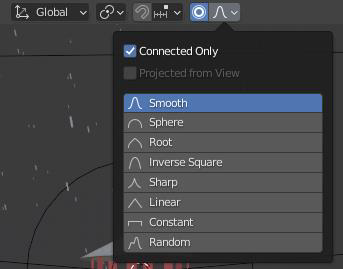 Global
Connected Only
Projected from View
Smooth
Sphere
Root
Inverse Square
Sharp
Linear
Constant
Random